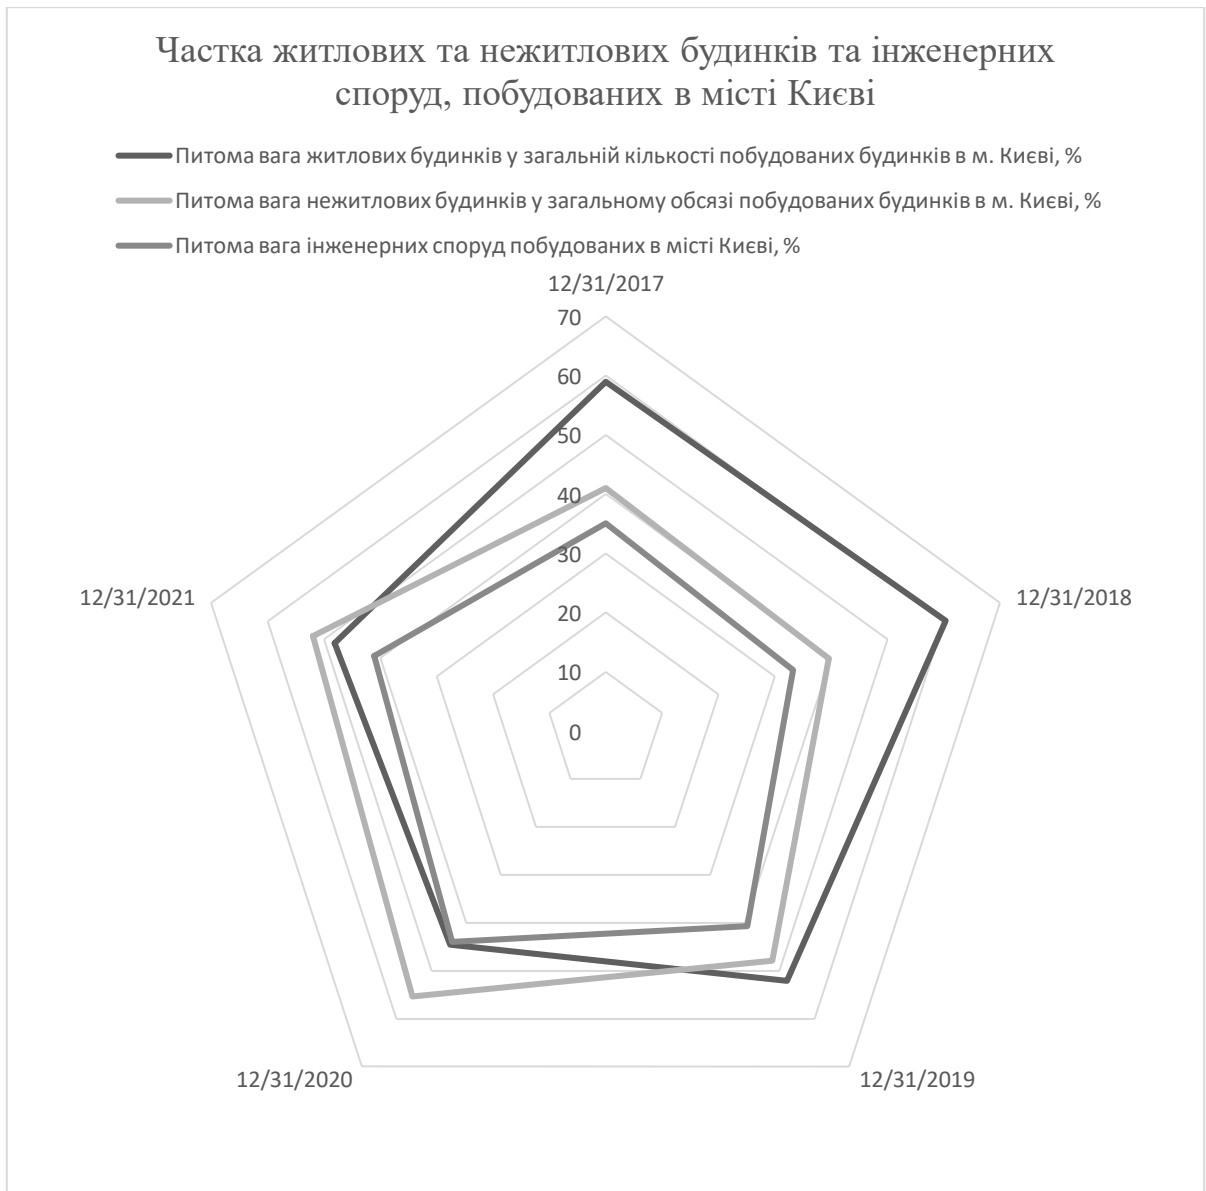 Частка житлових та нежитлових будинків та інженерних
споруд, побудованих в місті Києві
Питома вага житлових будинків у загальній кількості побудованих будинків в м. Києві, %
Питома вага нежитлових будинків у загальному обсязі побудованих будинків в м. Києві, %
Питома вага інженерних споруд побудованих в місті Києві, %
12/31/2017
70
60
50
40
30
20
10
0
12/31/2021
12/31/2018
12/31/2020
12/31/2019